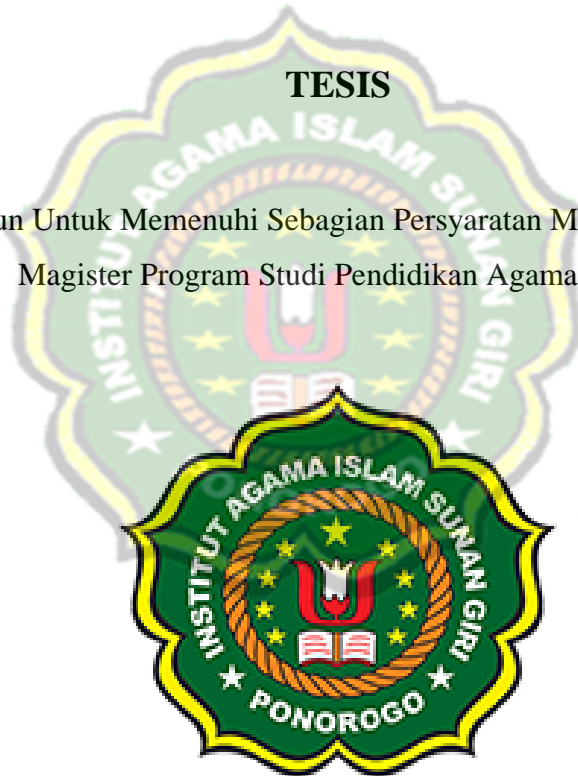 TESIS
un Untuk Memenuhi Sebagian Persyaratan M
Magister Program Studi Pendidikan Agama
INSTITUT AGAMA ISLAM SUNAN GIRI
PONOROGO